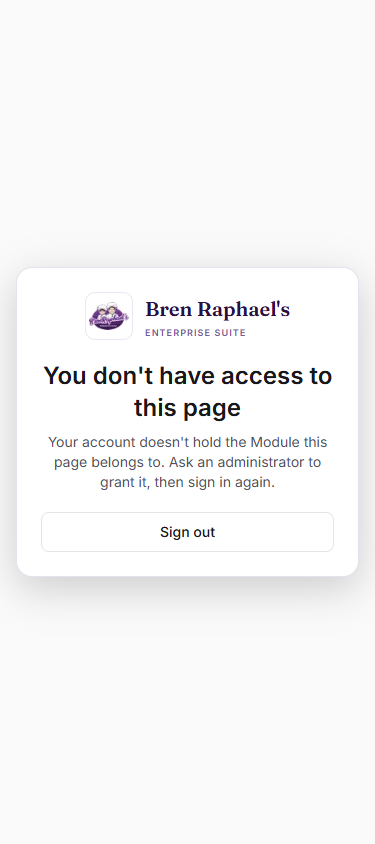 Bren Raphael's
ENTERPRISE SUITE
You don't have access to
this page
Your account doesn't hold the Module this
page belongs to. Ask an administrator to
grant it, then sign in again.
Sign out